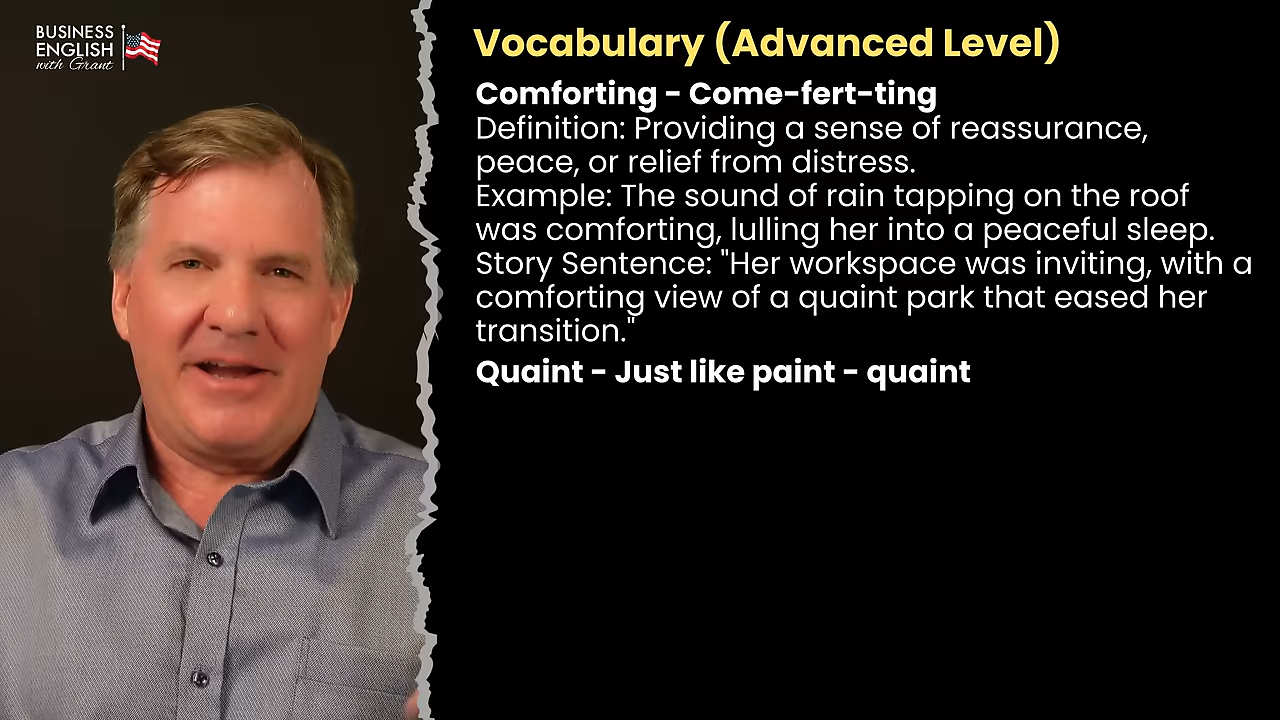 BUSINESS
ENGLISH
with Grant
Vocabulary (Advanced Level)
Comforting - Come-fert-ting
Definition: Providing a sense of reassurance,
peace, or relief from distress.
Example: The sound of rain tapping on the roof
was comforting, lulling her into a peaceful sleep.
Story Sentence: "Her workspace was inviting, with a
comforting view of a quaint park that eased her
transition."
Quaint - Just like paint - quaint